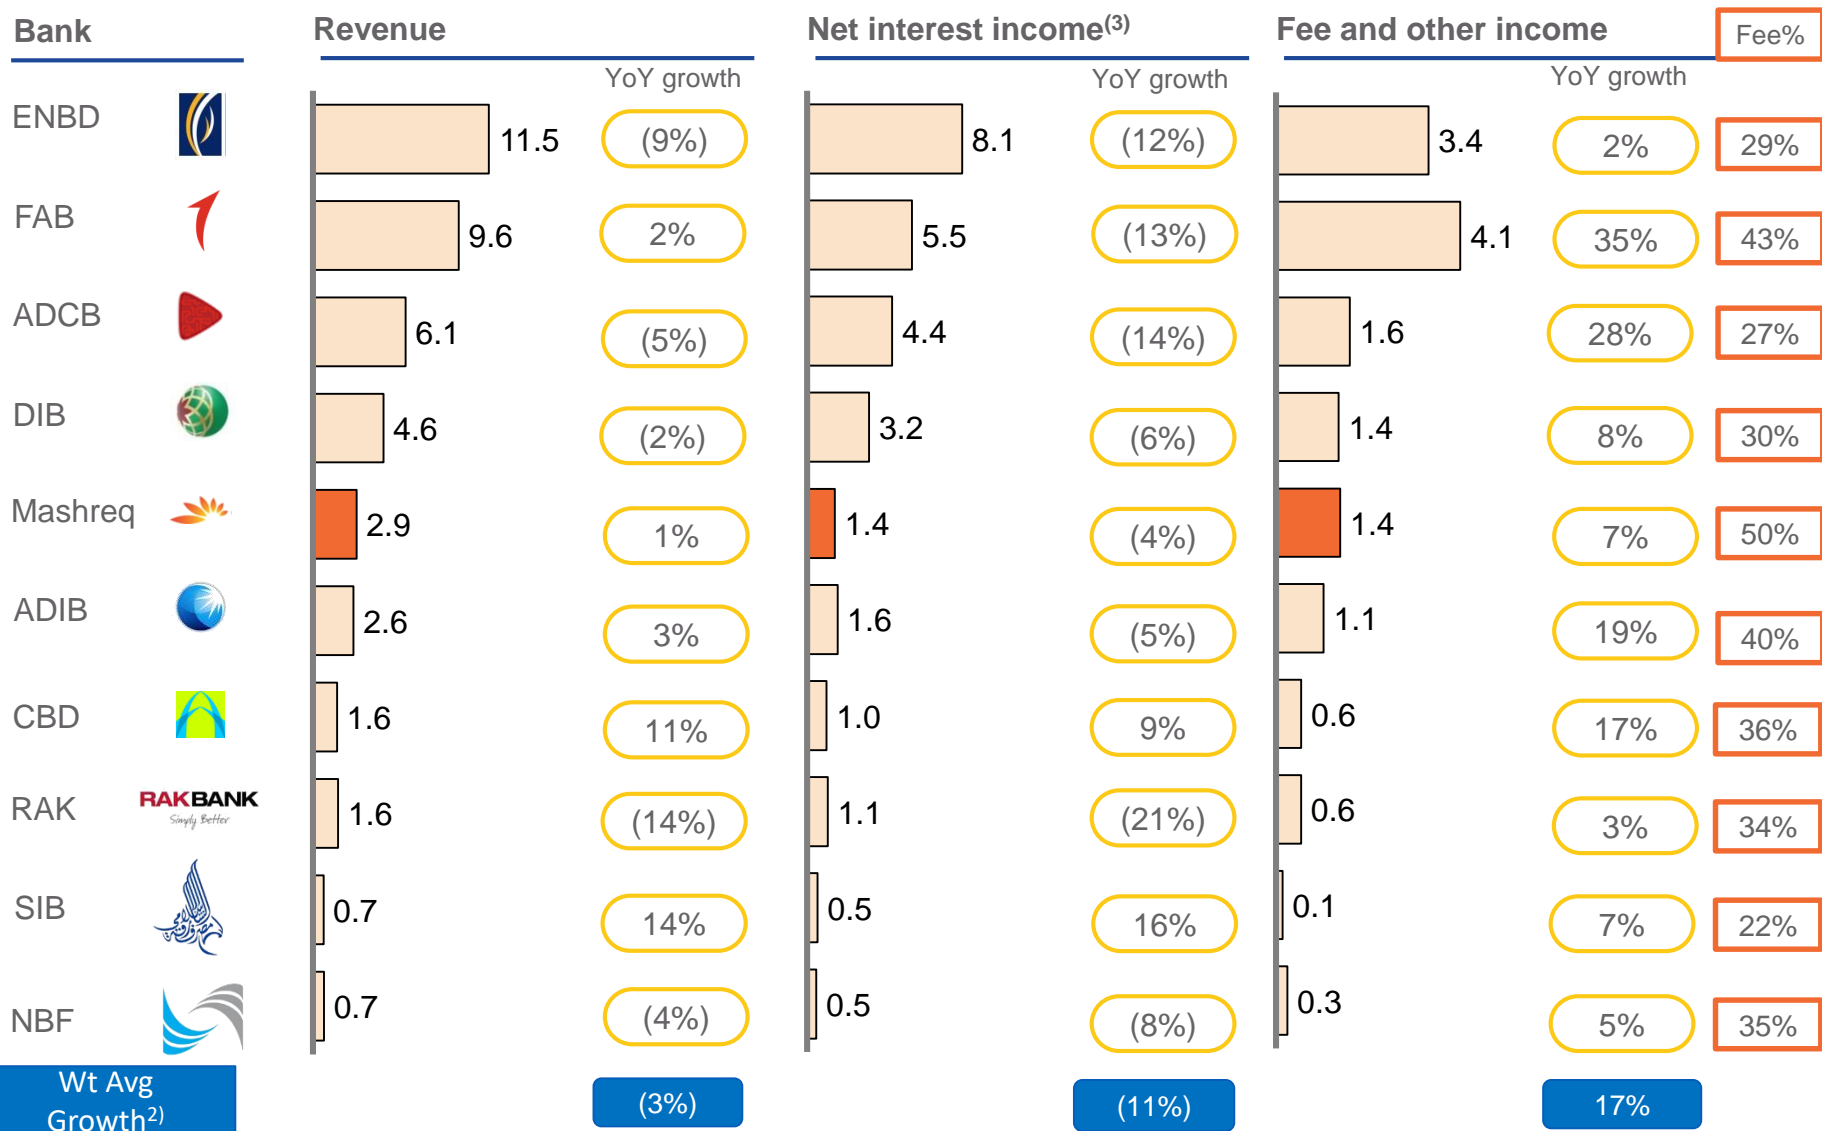 Bank Revenue Net interest income(3) Fee and other income Fee%
YoY growth YoY growth YoY growth
ENBD 11.5 (9%) 8.1 (12%) 3.4 2% 29%
FAB 9.6 2% 5.5 (13%) 4.1 35% 43%
ADCB 6.1 (5%) 4.4 (14%) 1.6 28% 27%
DIB 4.6 (2%) 3.2 (6%) 1.4 8% 30%
Mashreq 2.9 1% 1.4 (4%) 1.4 7% 50%
ADIB 2.6 3% 1.6 (5%) 1.1 19% 40%
CBD 1.6 11% 1.0 9% 0.6 17% 36%
RAK RAKBANK 1.6 (14%) 1.1 (21%) 0.6 3% 34%
Simply Better
SIB 0.7 14% 0.5 16% 0.1 7% 22%
NBF 0.7 (4%) 0.5 (8%) 0.3 5% 35%
Wt Avg
Growth2) (3%) (11%) 17%